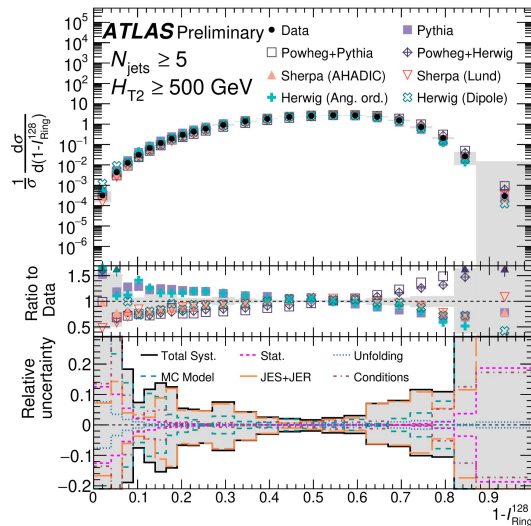 ATLAS Preliminary
N_jets ≥ 5
H_T2 ≥ 500 GeV
Data
Pythia
Powheg+Pythia
Powheg+Herwig
Sherpa (AHADIC)
Sherpa (Lund)
Herwig (Ang. ord.)
Herwig (Dipole)
1/σ dσ/d(1-I_Ring^128)
10^5
10^4
10^3
10^2
10
1
10^−1
10^−2
10^−3
10^−4
10^−5
10^−6
Ratio to Data
1.5
1.0
0.5
Relative uncertainty
Total Syst.
Stat.
Unfolding
MC Model
JES+JER
Conditions
0.2
0.1
0
0.1
0.2
0 0.1 0.2 0.3 0.4 0.5 0.6 0.7 0.8 0.9
1-I_Ring^128